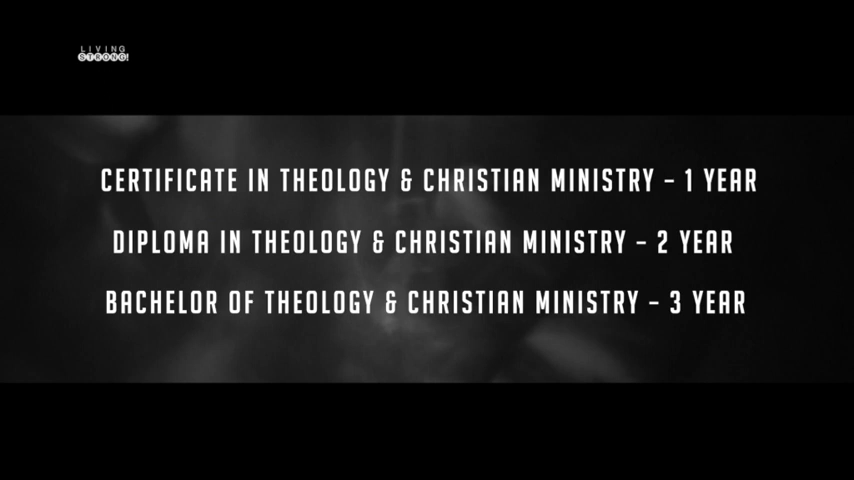 LIVING
STRONG!
CERTIFICATE IN THEOLOGY & CHRISTIAN MINISTRY - 1 YEAR
DIPLOMA IN THEOLOGY & CHRISTIAN MINISTRY - 2 YEAR
BACHELOR OF THEOLOGY & CHRISTIAN MINISTRY - 3 YEAR